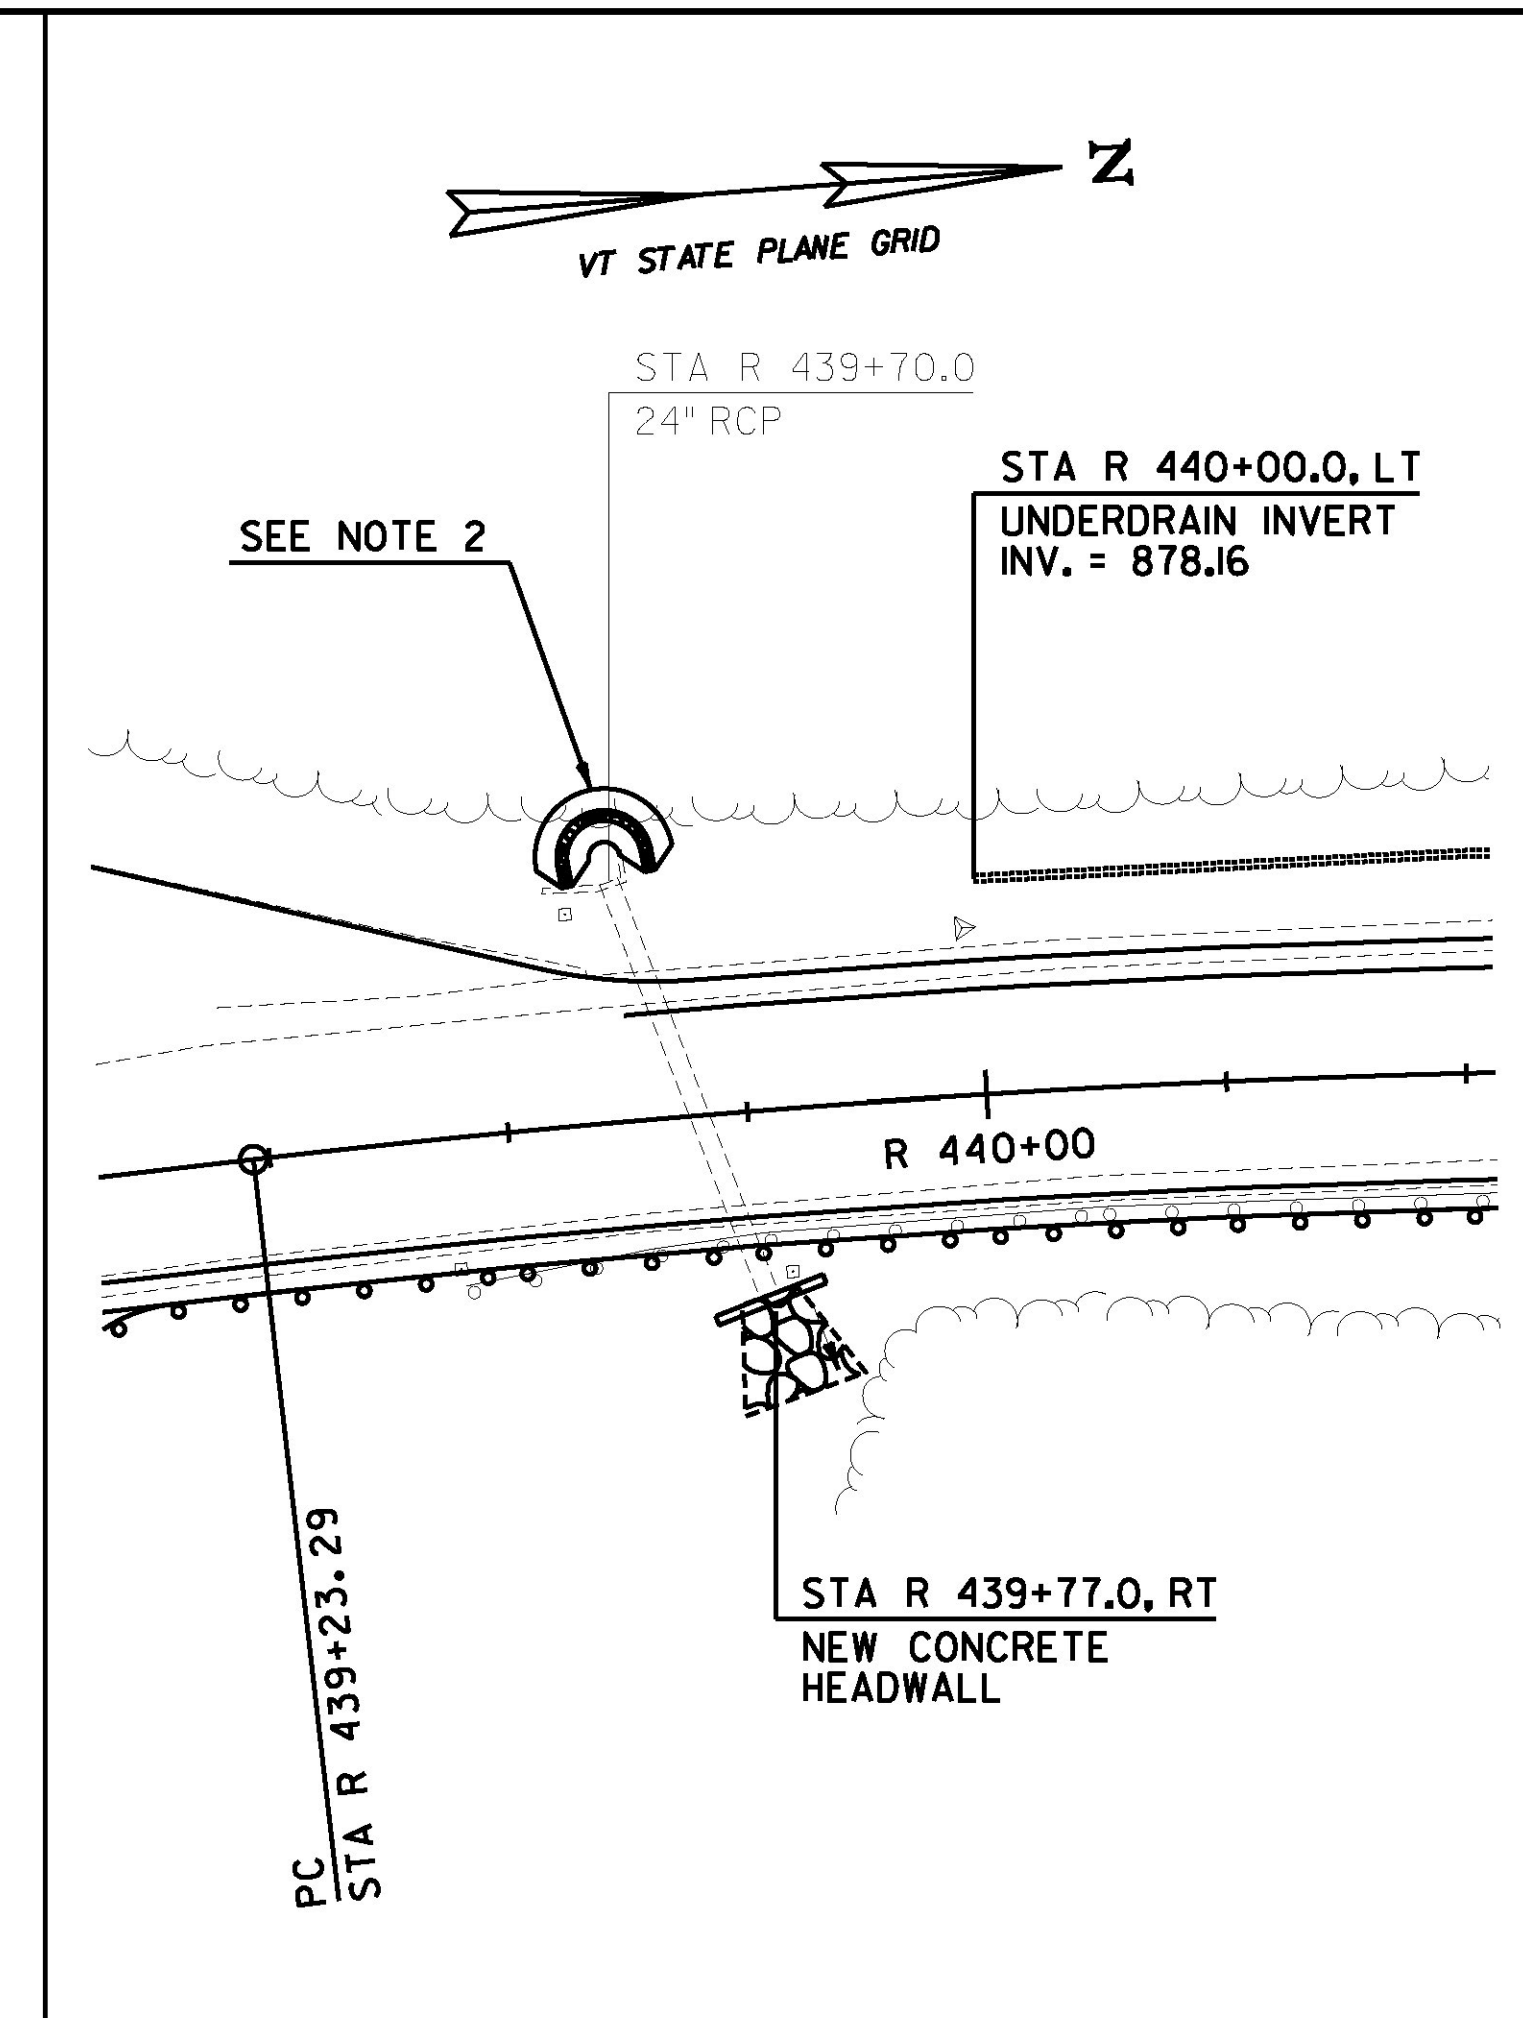 Z
VT STATE PLANE GRID
STA R 439+70.0
24" RCP
STA R 440+00.0, LT
UNDERDRAIN INVERT
INV. = 878.16
SEE NOTE 2
R 440+00
PC
STA R 439+23.29
STA R 439+77.0, RT
NEW CONCRETE
HEADWALL